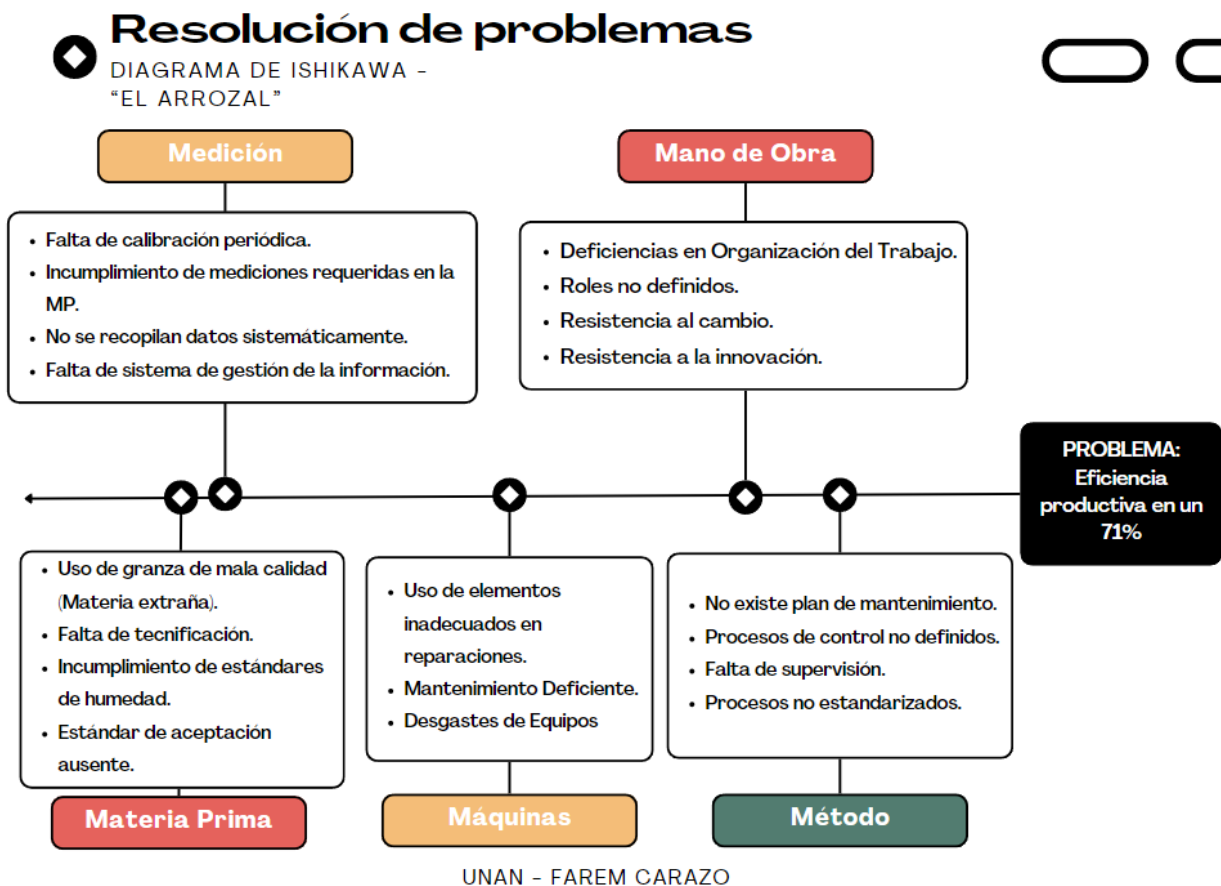 Resolución de problemas
DIAGRAMA DE ISHIKAWA -
“EL ARROZAL”
Medición
• Falta de calibración periódica.
• Incumplimiento de mediciones requeridas en la
MP.
• No se recopilan datos sistemáticamente.
• Falta de sistema de gestión de la información.
Mano de Obra
• Deficiencias en Organización del Trabajo.
• Roles no definidos.
• Resistencia al cambio.
• Resistencia a la innovación.
PROBLEMA:
Eficiencia
productiva en un
71%
• Uso de granza de mala calidad
(Materia extraña).
• Falta de tecnificación.
• Incumplimiento de estándares
de humedad.
• Estándar de aceptación
ausente.
Materia Prima
• Uso de elementos
inadecuados en
reparaciones.
• Mantenimiento Deficiente.
• Desgastes de Equipos
Máquinas
• No existe plan de mantenimiento.
• Procesos de control no definidos.
• Falta de supervisión.
• Procesos no estandarizados.
Método
UNAN - FAREM CARAZO